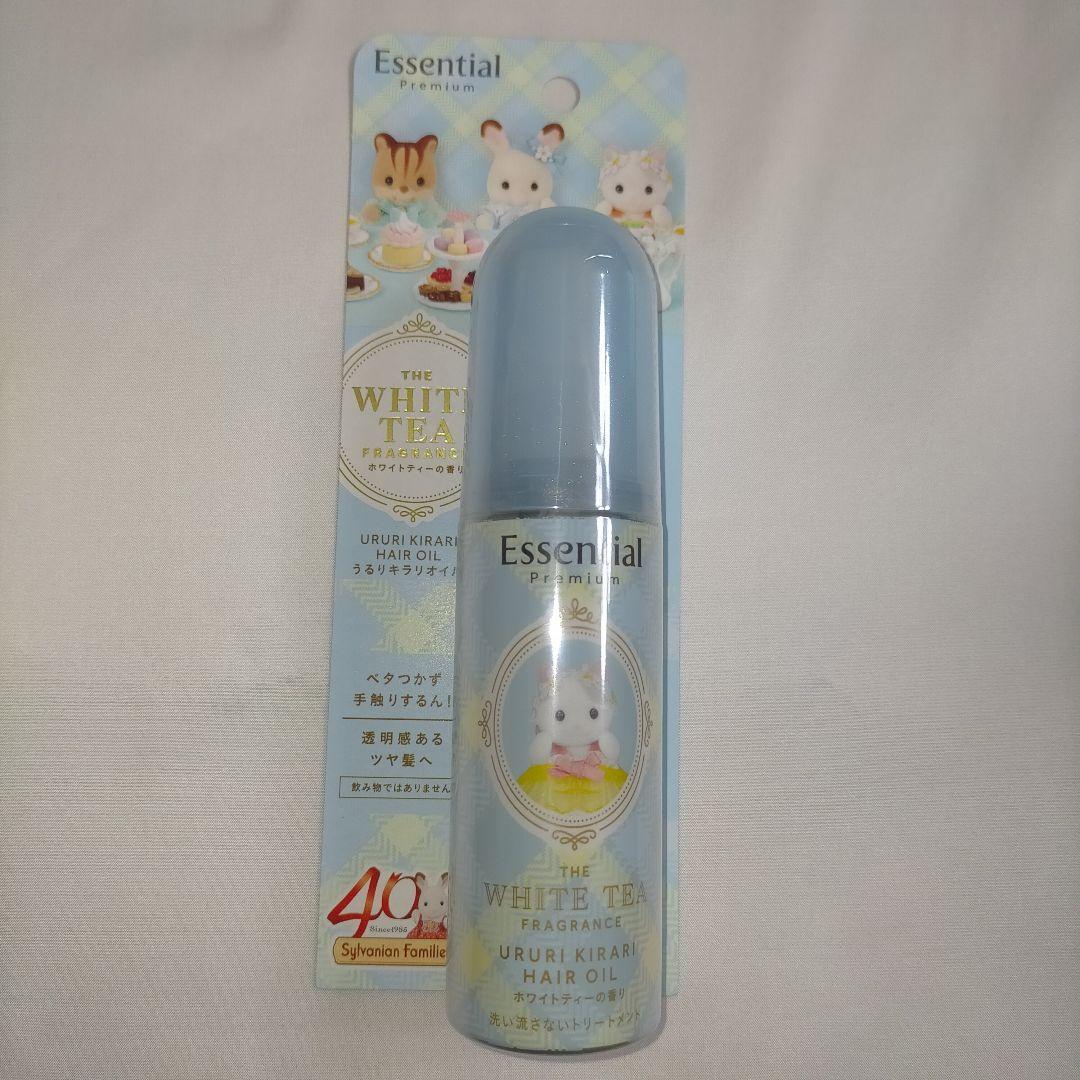 Essential
Premium
THE
WHITE
TEA
FRAGRANCE
ホワイトティーの香り
URURI KIRARI
HAIR OIL
うるりキラリオイル
ベタつかず
手触りするん!
透明感ある
ツヤ髪へ
飲み物ではありません
40
Since1985
Sylvanian Familie
Essential
Premium
THE
WHITE TEA
FRAGRANCE
URURI KIRARI
HAIR OIL
ホワイトティーの香り
洗い流さないトリートメント